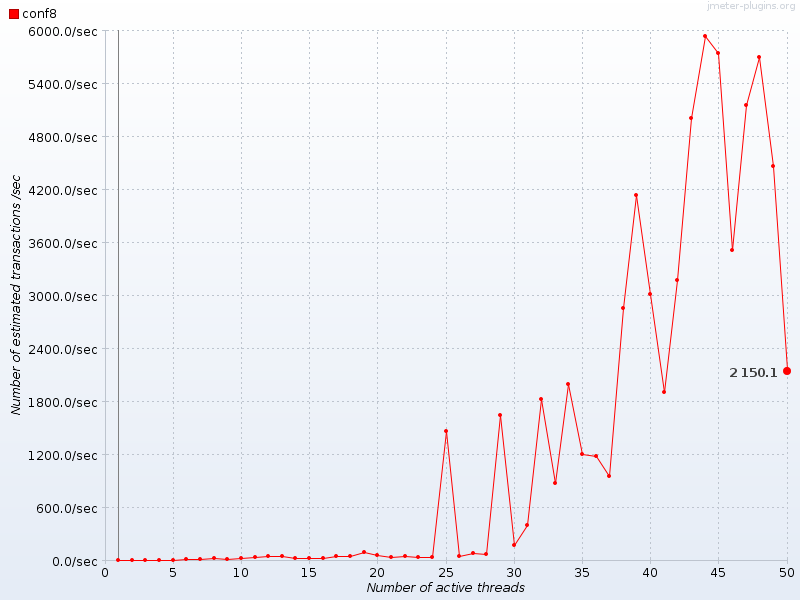 jmeter-plugins.org
conf8
6000.0/sec
5400.0/sec
4800.0/sec
4200.0/sec
3600.0/sec
3000.0/sec
2400.0/sec
1800.0/sec
1200.0/sec
600.0/sec
0.0/sec
Number of estimated transactions /sec
2 150.1
0 5 10 15 20 25 30 35 40 45 50
Number of active threads